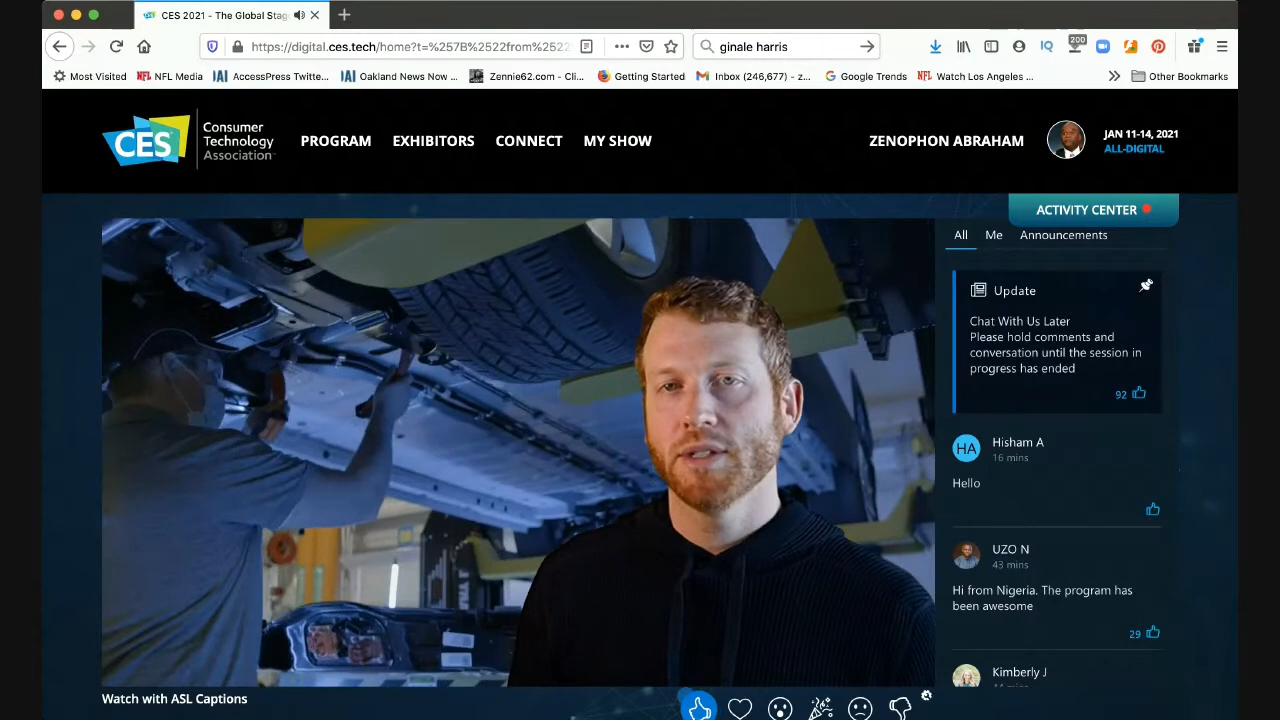 CES 2021 - The Global Stag
https://digital.ces.tech/home?t=%257B%2522from%2522
ginale harris
200
IQ
Most Visited
NFL Media
AccessPress Twitte...
Oakland News Now ...
Zennie62.com - Cli...
Getting Started
Inbox (246,677) - z...
Google Trends
Watch Los Angeles ...
Other Bookmarks
CES
Consumer
Technology
Association
PROGRAM
EXHIBITORS
CONNECT
MY SHOW
ZENOPHON ABRAHAM
JAN 11-14, 2021
ALL-DIGITAL
ACTIVITY CENTER
All
Me
Announcements
Update
Chat With Us Later
Please hold comments and
conversation until the session in
progress has ended
92
HA
Hisham A
16 mins
Hello
UZO N
43 mins
Hi from Nigeria. The program has
been awesome
29
Kimberly J
Watch with ASL Captions